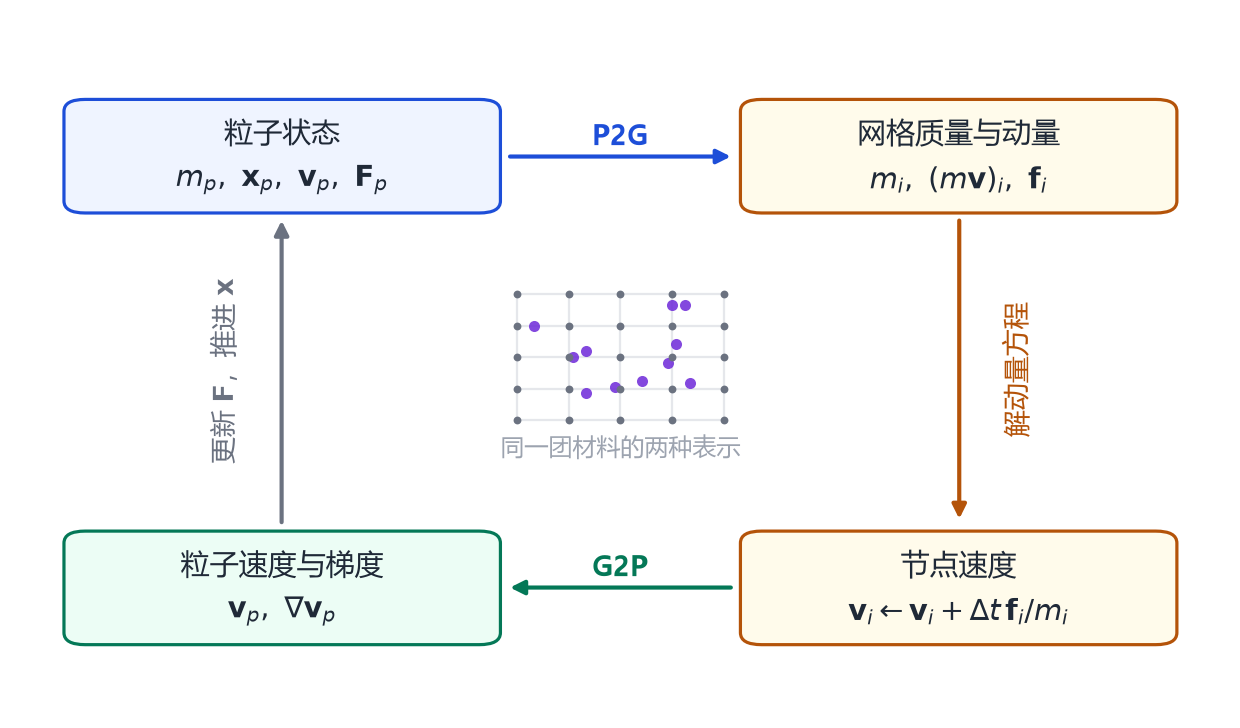 粒子状态
m_p, x_p, v_p, F_p
P2G
网格质量与动量
m_i, (mv)_i, f_i
更新 F, 推进 x
同一团材料的两种表示
解动量方程
粒子速度与梯度
v_p, ∇v_p
G2P
节点速度
v_i ← v_i + Δt f_i/m_i